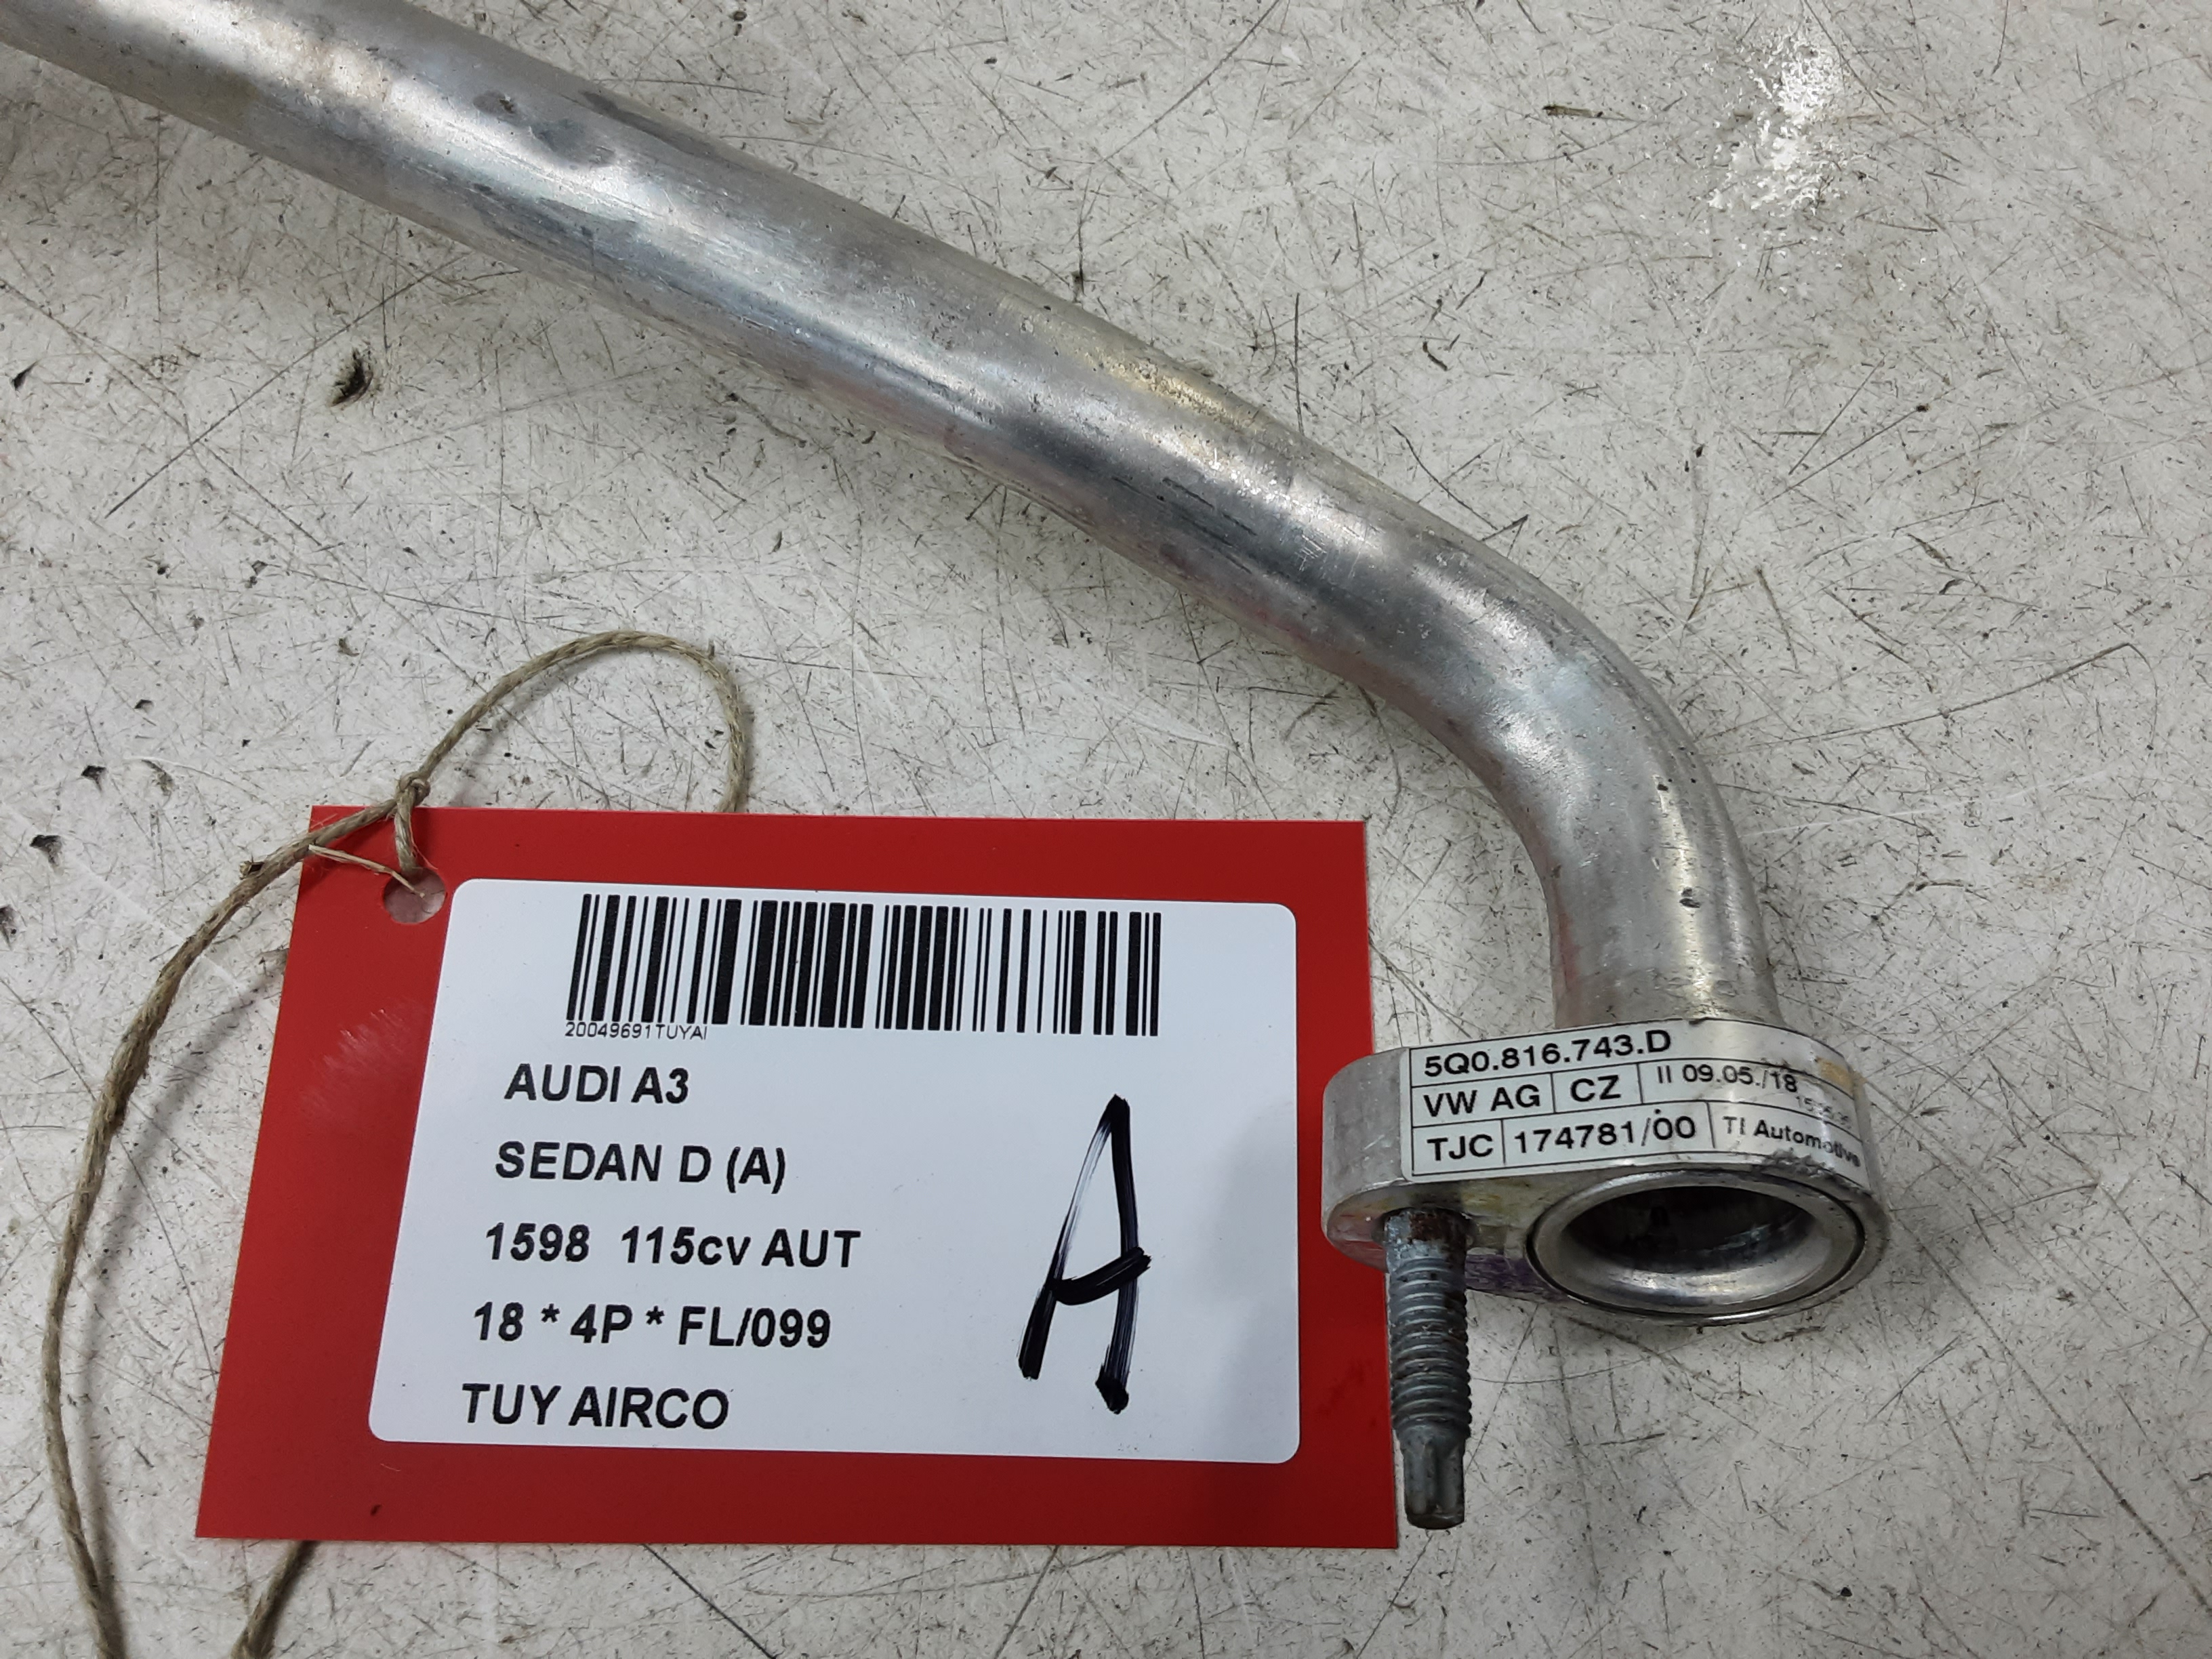 20049691TUYAI
AUDI A3
SEDAN D (A)
1598 115cv AUT
18 * 4P * FL/099
TUY AIRCO
A
5Q0.816.743.D
VW AG CZ II 09.05./18
TJC 174781/00 TI Automotive